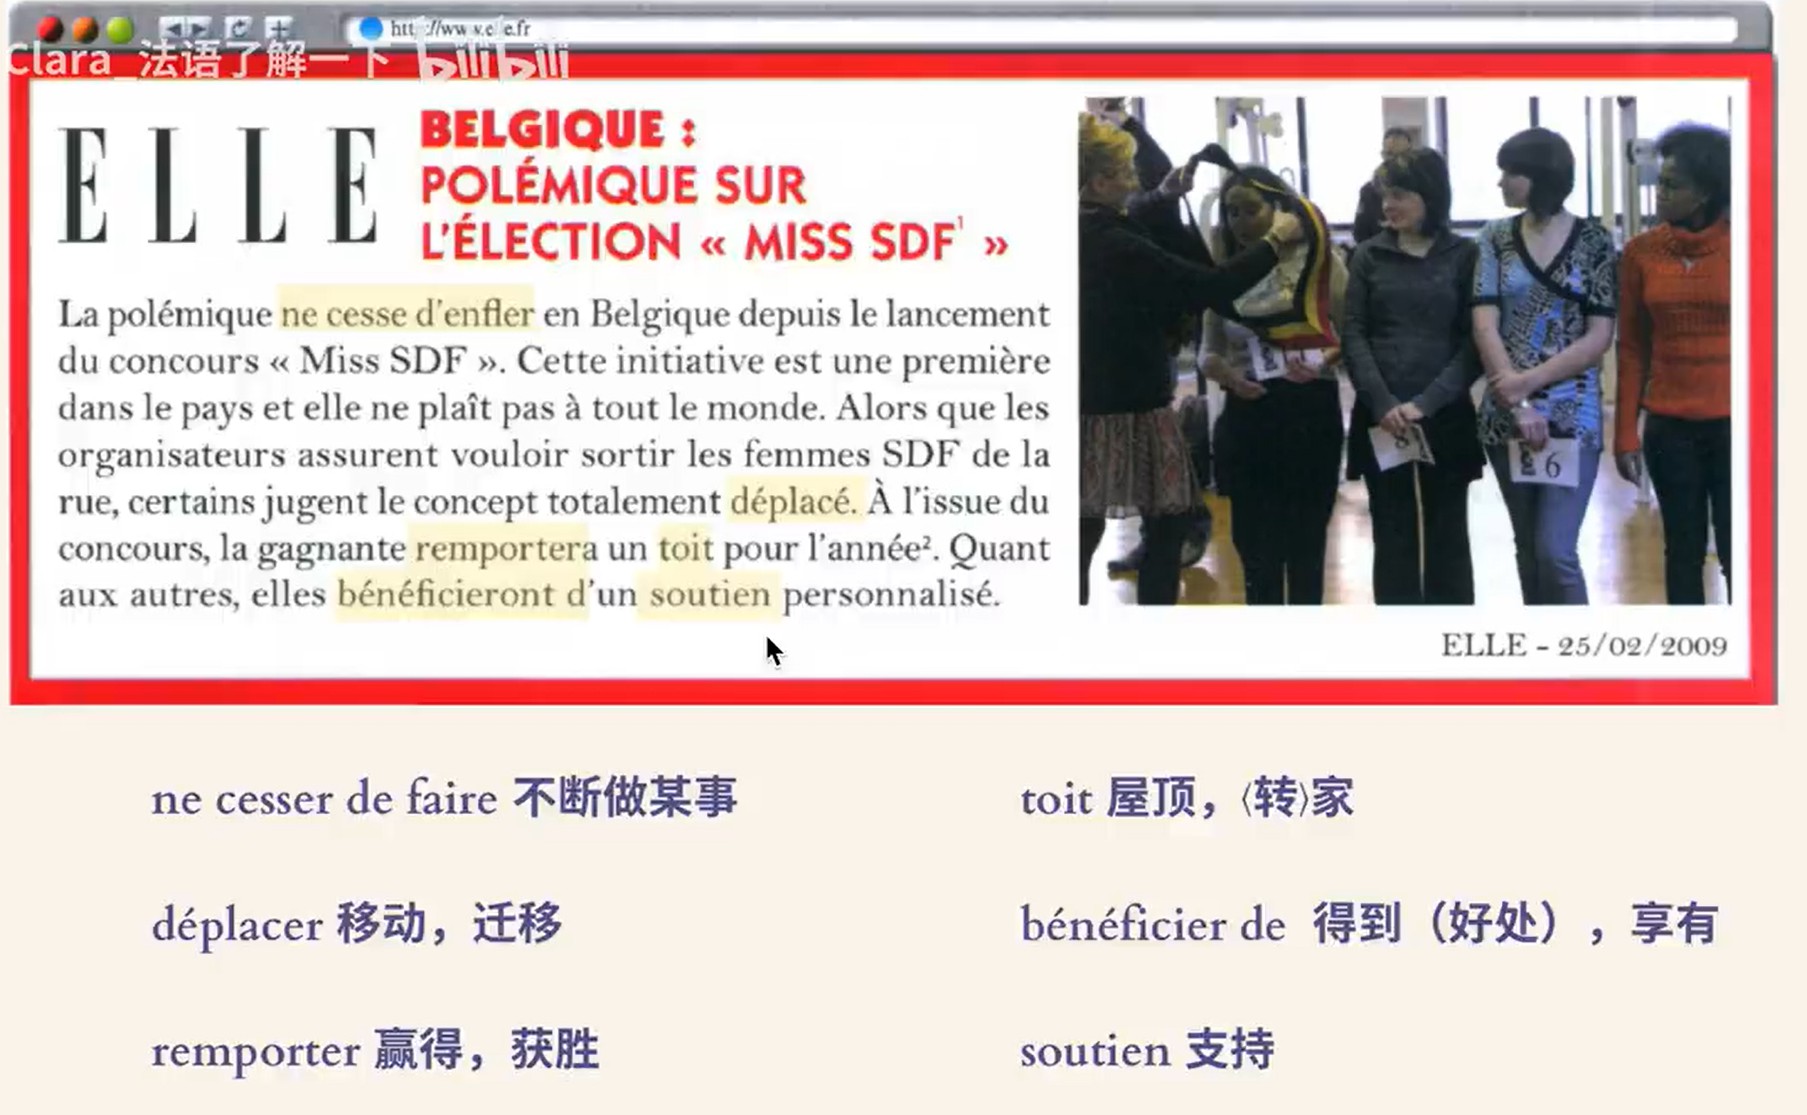 http://www.elle.fr
Clara_法语了解一下 bilibili
ELLE
BELGIQUE :
POLÉMIQUE SUR
L'ÉLECTION « MISS SDF¹ »
La polémique ne cesse d'enfler en Belgique depuis le lancement
du concours « Miss SDF ». Cette initiative est une première
dans le pays et elle ne plaît pas à tout le monde. Alors que les
organisateurs assurent vouloir sortir les femmes SDF de la
rue, certains jugent le concept totalement déplacé. À l'issue du
concours, la gagnante remportera un toit pour l'année². Quant
aux autres, elles bénéficieront d'un soutien personnalisé.
8
6
ELLE - 25/02/2009
ne cesser de faire 不断做某事
toit 屋顶，〈转〉家
déplacer 移动，迁移
bénéficier de 得到（好处），享有
remporter 赢得，获胜
soutien 支持